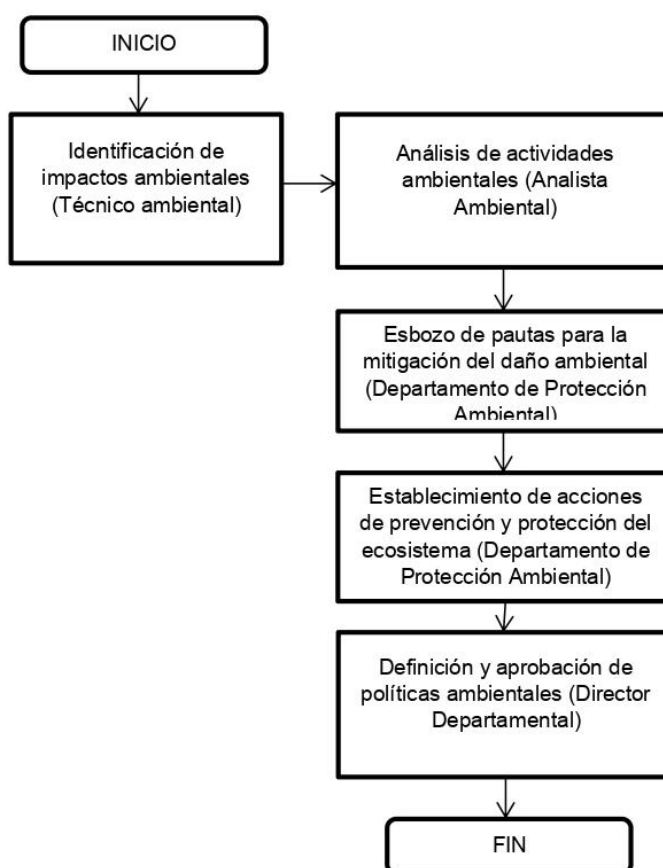 INICIO
Identificación de
impactos ambientales
(Técnico ambiental)
Análisis de actividades
ambientales (Analista
Ambiental)
Esbozo de pautas para la
mitigación del daño ambiental
(Departamento de Protección
Ambiental)
Establecimiento de acciones
de prevención y protección del
ecosistema (Departamento de
Protección Ambiental)
Definición y aprobación de
políticas ambientales (Director
Departamental)
FIN